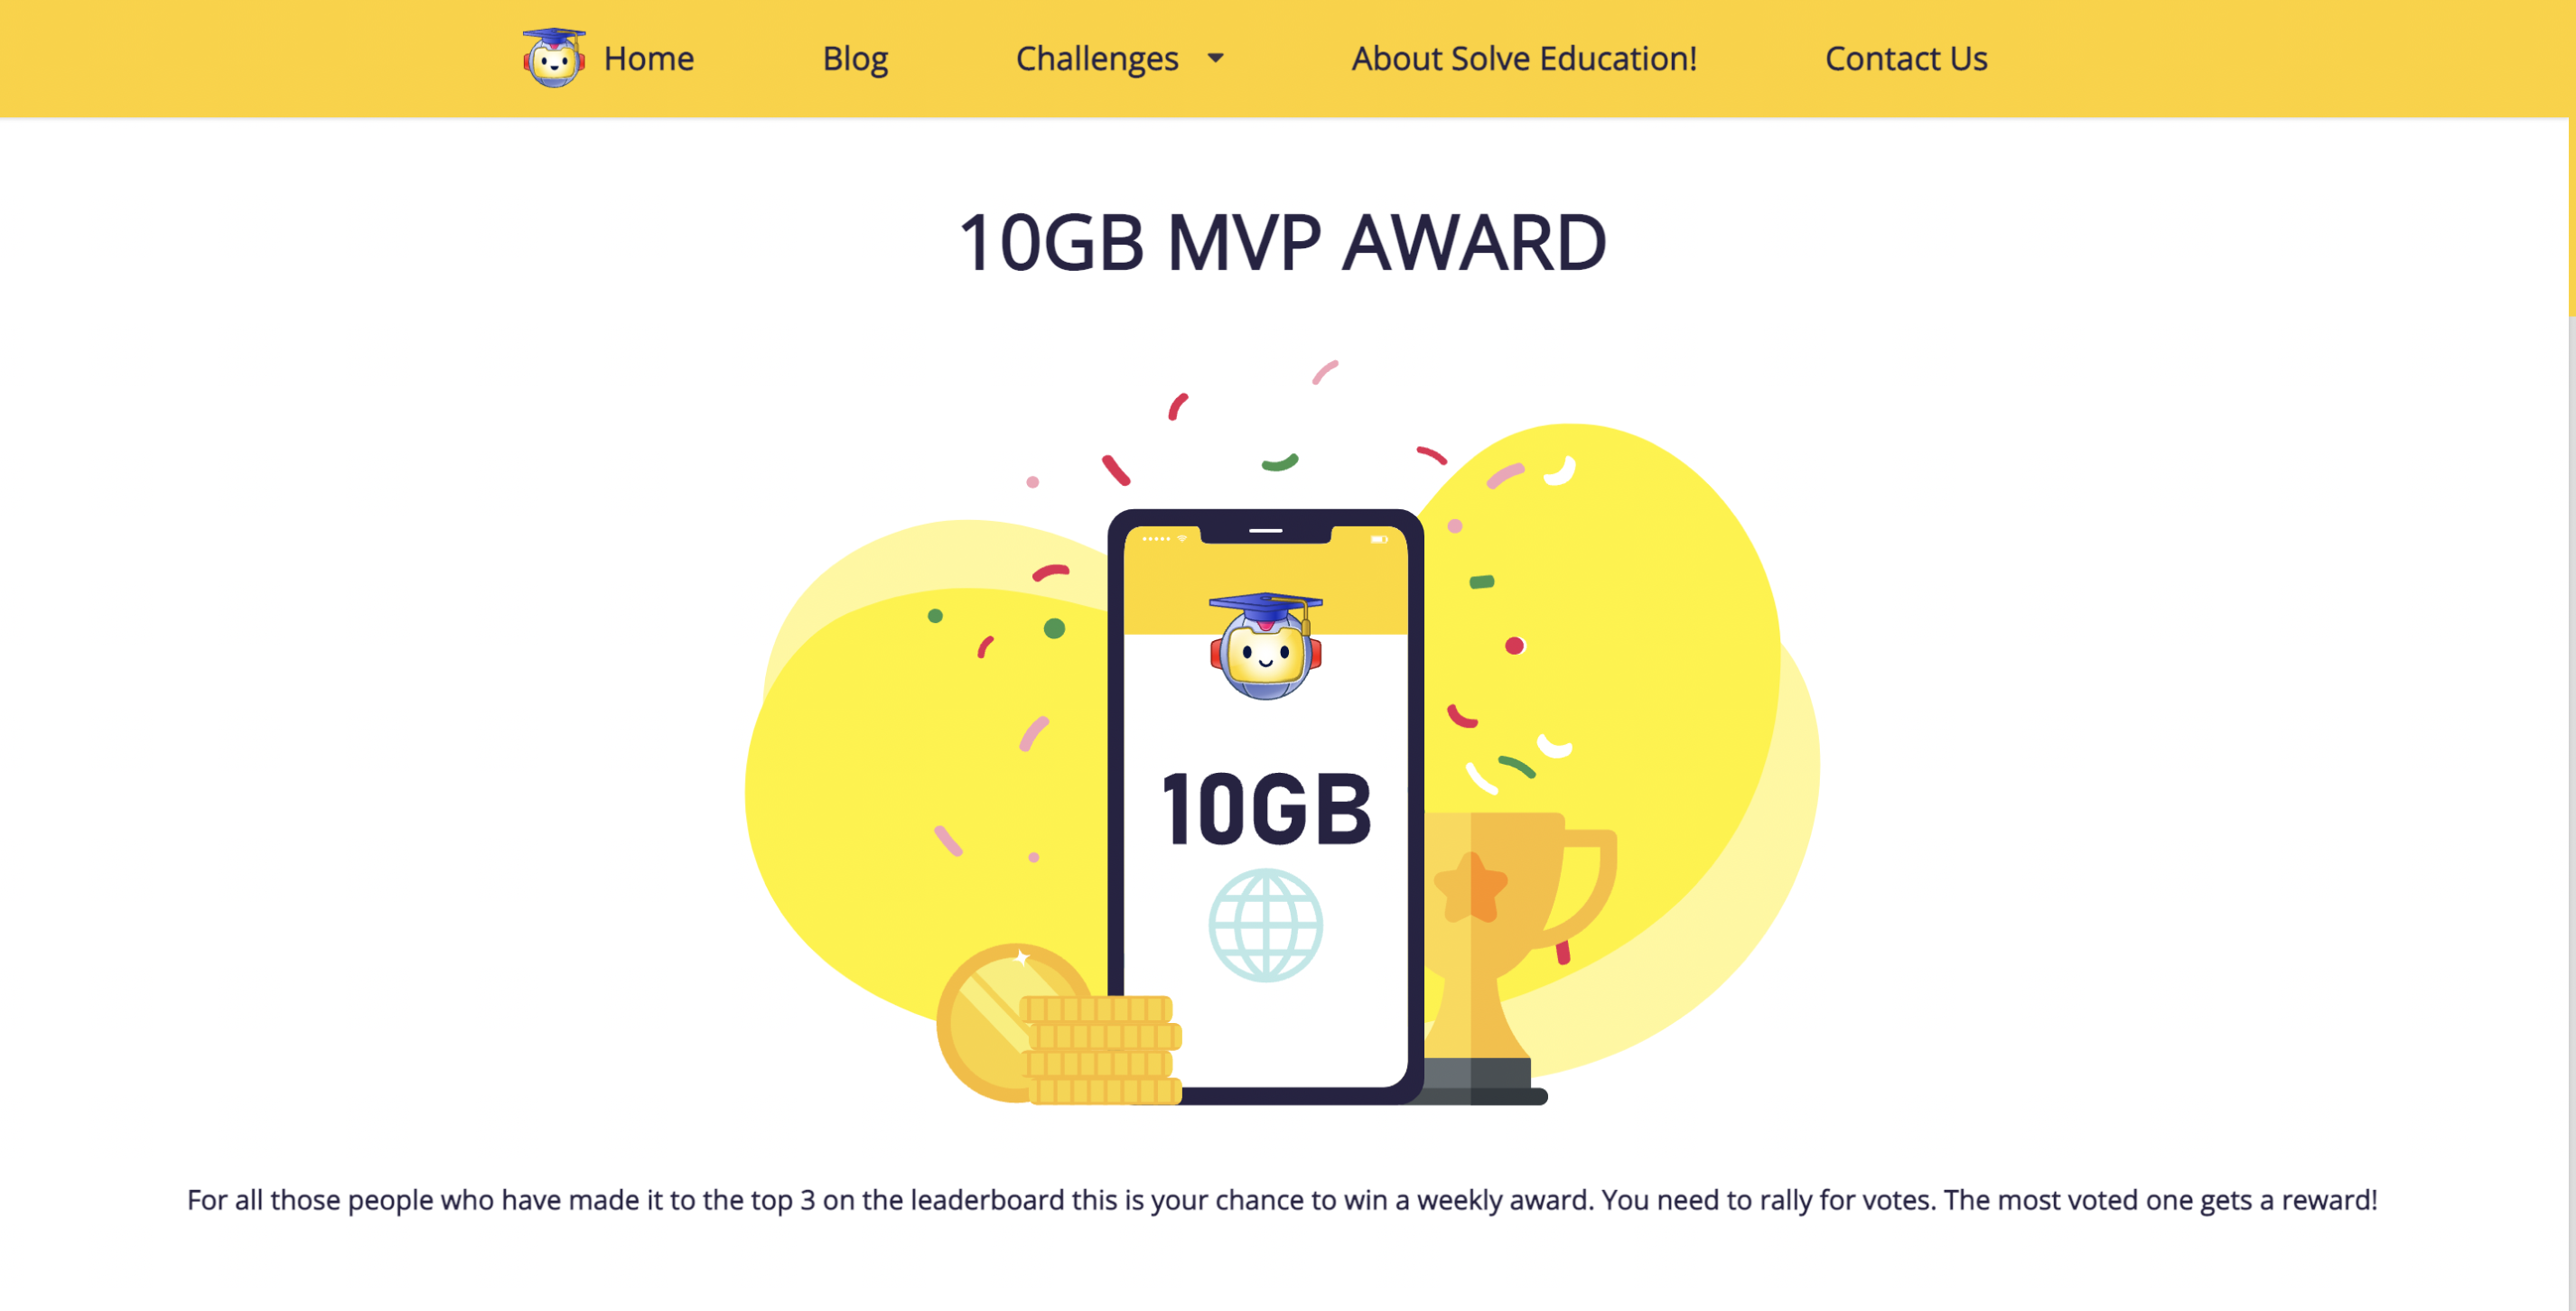 Home Blog Challenges About Solve Education! Contact Us
10GB MVP AWARD
10GB
For all those people who have made it to the top 3 on the leaderboard this is your chance to win a weekly award. You need to rally for votes. The most voted one gets a reward!